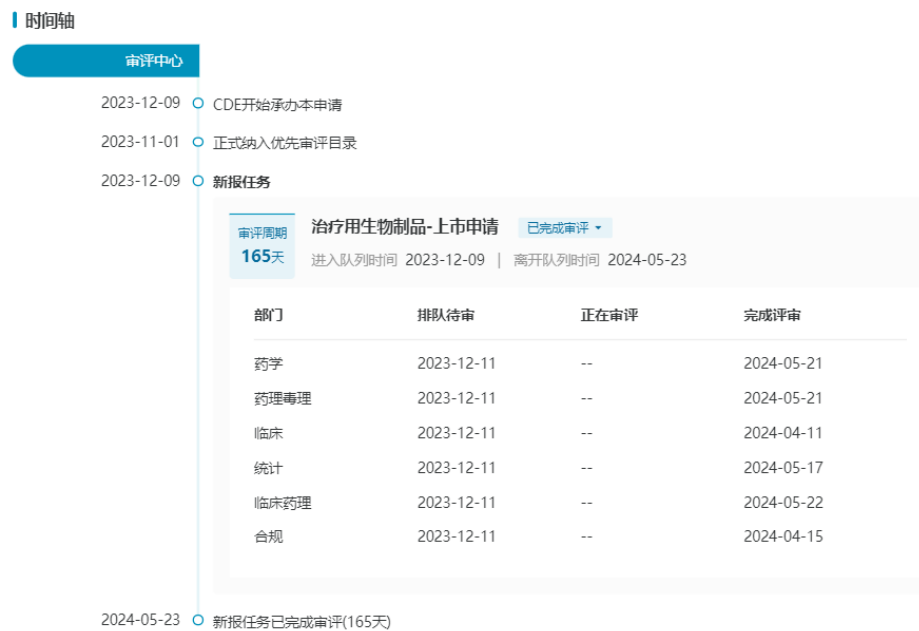 时间轴
审评中心
2023-12-09 CDE开始承办本申请
2023-11-01 正式纳入优先审评目录
2023-12-09 新报任务
审评周期 165天
治疗用生物制品-上市申请 已完成审评
进入队列时间 2023-12-09 | 离开队列时间 2024-05-23
部门 排队待审 正在审评 完成评审
药学 2023-12-11 -- 2024-05-21
药理毒理 2023-12-11 -- 2024-05-21
临床 2023-12-11 -- 2024-04-11
统计 2023-12-11 -- 2024-05-17
临床药理 2023-12-11 -- 2024-05-22
合规 2023-12-11 -- 2024-04-15
2024-05-23 新报任务已完成审评(165天)